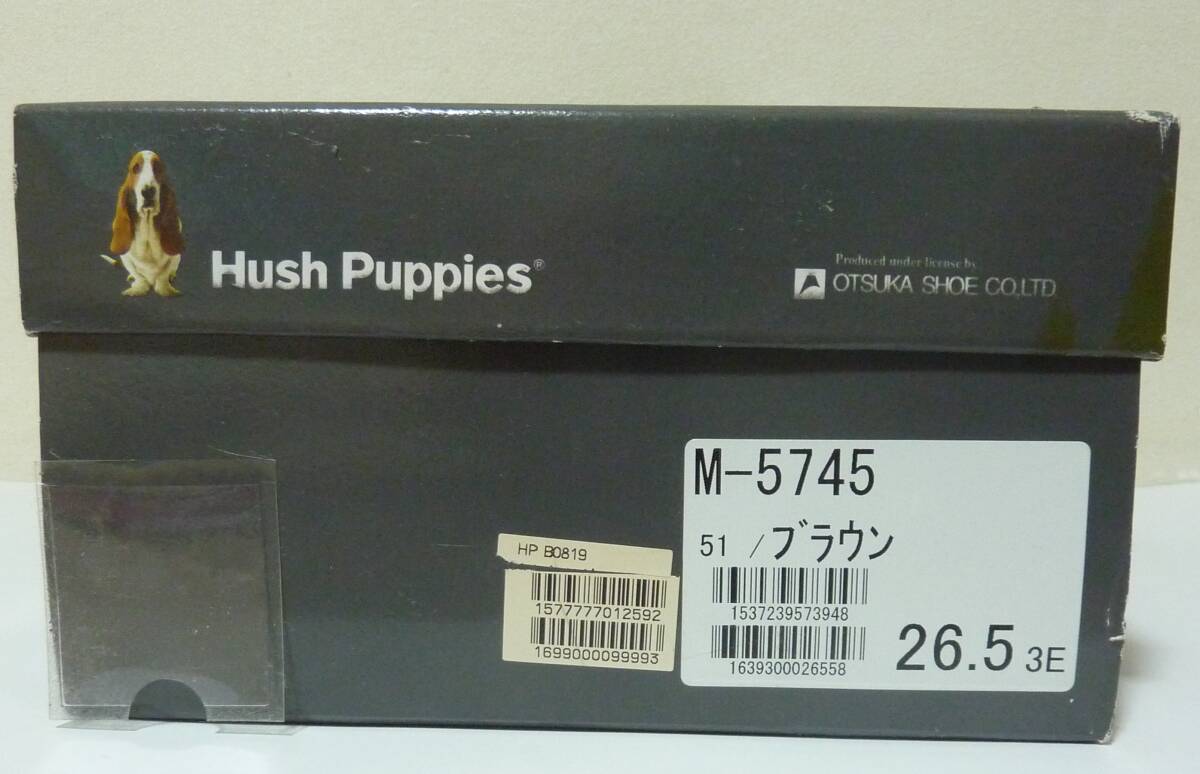 Hush Puppies®
Produced under license by
OTSUKA SHOE CO.,LTD
M-5745
51 /ブラウン
1537239573948
1639300026558
26.5 3E
HP B0819
1577777012592
1699000099993